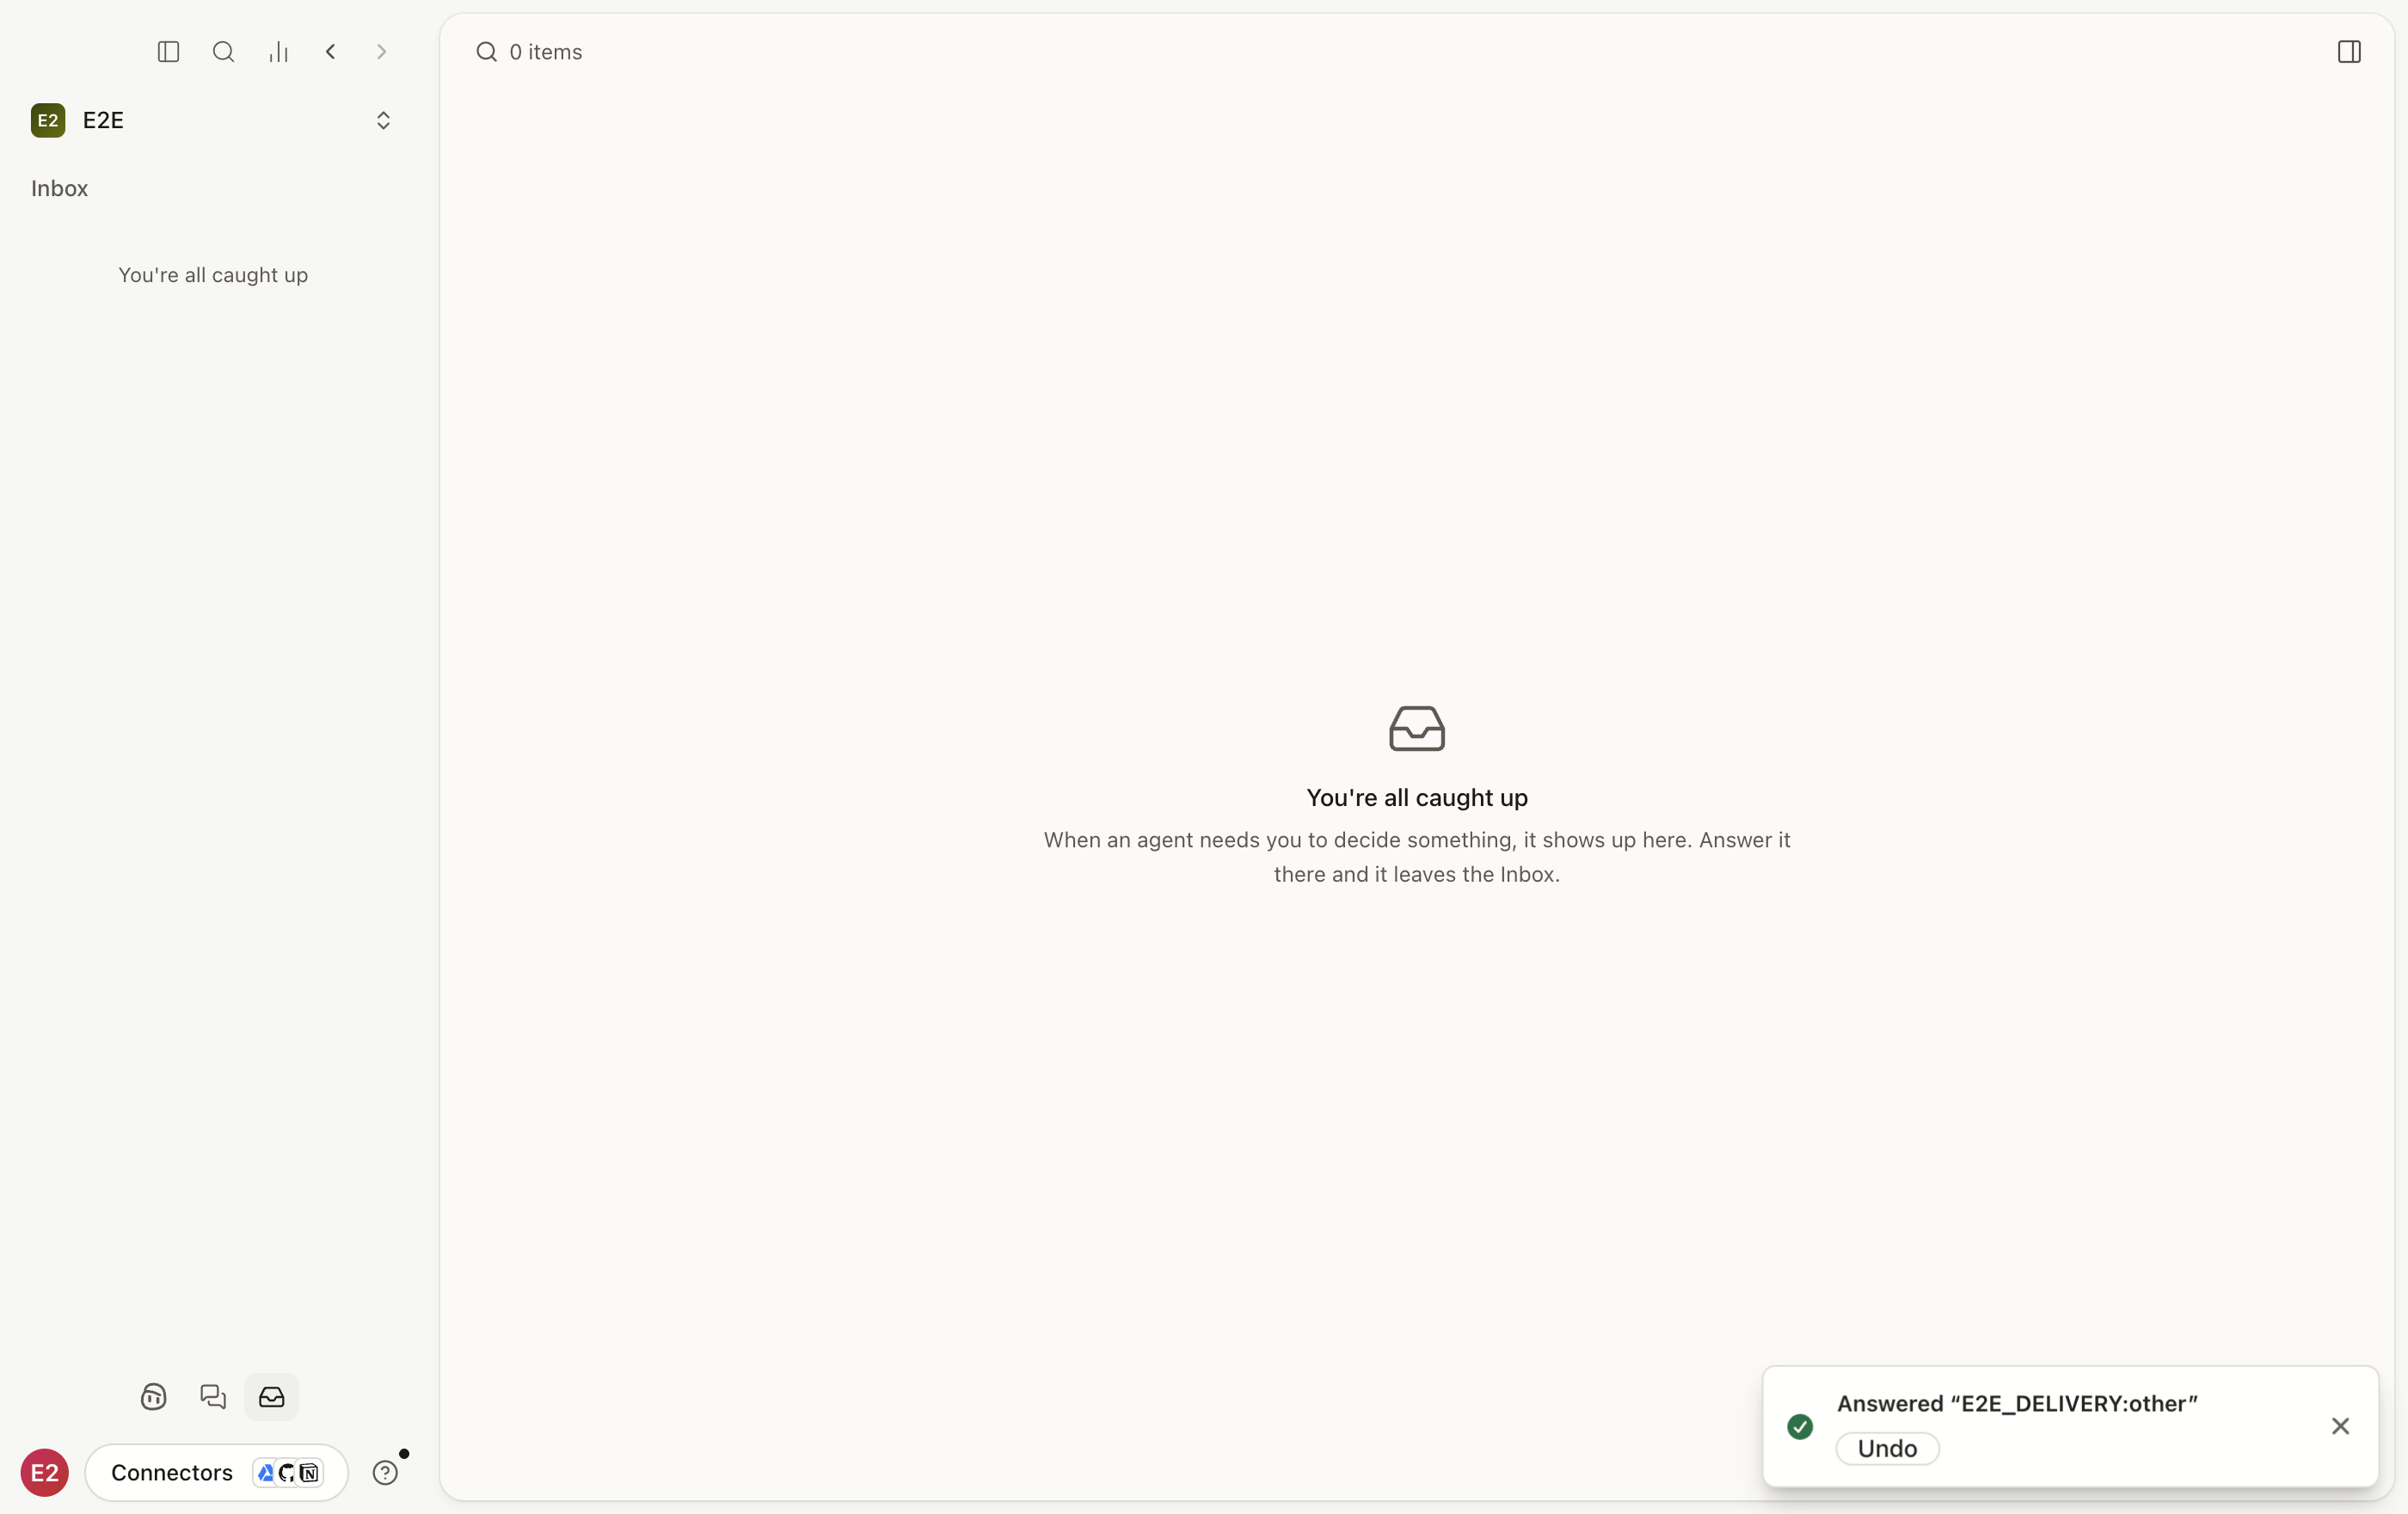 0 items
E2 E2E
Inbox
You're all caught up
You're all caught up
When an agent needs you to decide something, it shows up here. Answer it
there and it leaves the Inbox.
Answered “E2E_DELIVERY:other”
Undo
E2 Connectors